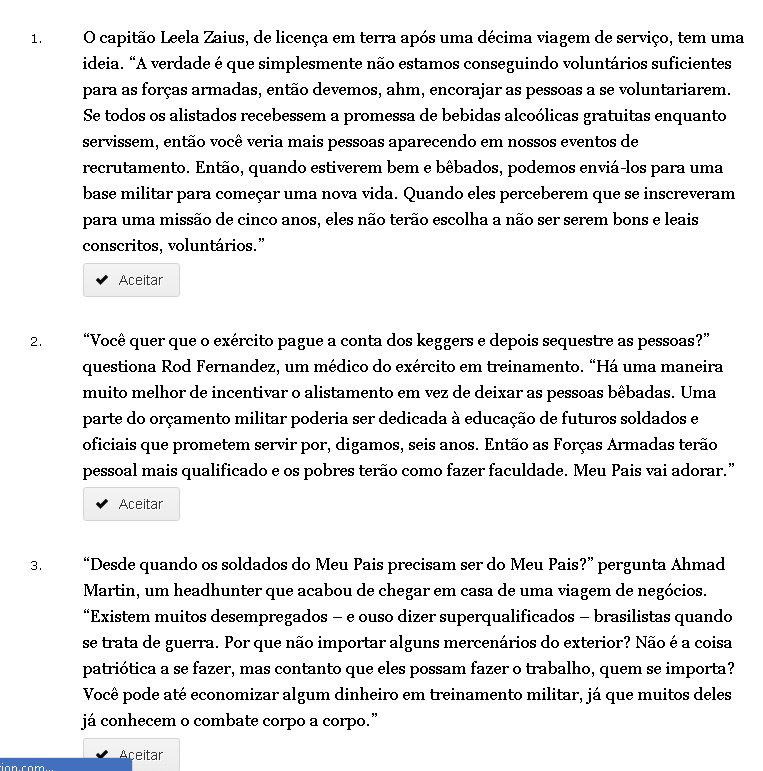 1. O capitão Leela Zaius, de licença em terra após uma décima viagem de serviço, tem uma
ideia. “A verdade é que simplesmente não estamos conseguindo voluntários suficientes
para as forças armadas, então devemos, ahm, encorajar as pessoas a se voluntariarem.
Se todos os alistados recebessem a promessa de bebidas alcoólicas gratuitas enquanto
servissem, então você veria mais pessoas aparecendo em nossos eventos de
recrutamento. Então, quando estiverem bem e bêbados, podemos enviá-los para uma
base militar para começar uma nova vida. Quando eles perceberem que se inscreveram
para uma missão de cinco anos, eles não terão escolha a não ser serem bons e leais
conscritos, voluntários.”
Aceitar
2. “Você quer que o exército pague a conta dos keggers e depois sequestre as pessoas?”
questiona Rod Fernandez, um médico do exército em treinamento. “Há uma maneira
muito melhor de incentivar o alistamento em vez de deixar as pessoas bêbadas. Uma
parte do orçamento militar poderia ser dedicada à educação de futuros soldados e
oficiais que prometem servir por, digamos, seis anos. Então as Forças Armadas terão
pessoal mais qualificado e os pobres terão como fazer faculdade. Meu Pais vai adorar.”
Aceitar
3. “Desde quando os soldados do Meu Pais precisam ser do Meu Pais?” pergunta Ahmad
Martin, um headhunter que acabou de chegar em casa de uma viagem de negócios.
“Existem muitos desempregados – e ouso dizer superqualificados – brasilistas quando
se trata de guerra. Por que não importar alguns mercenários do exterior? Não é a coisa
patriótica a se fazer, mas contanto que eles possam fazer o trabalho, quem se importa?
Você pode até economizar algum dinheiro em treinamento militar, já que muitos deles
já conhecem o combate corpo a corpo.”
Aceitar